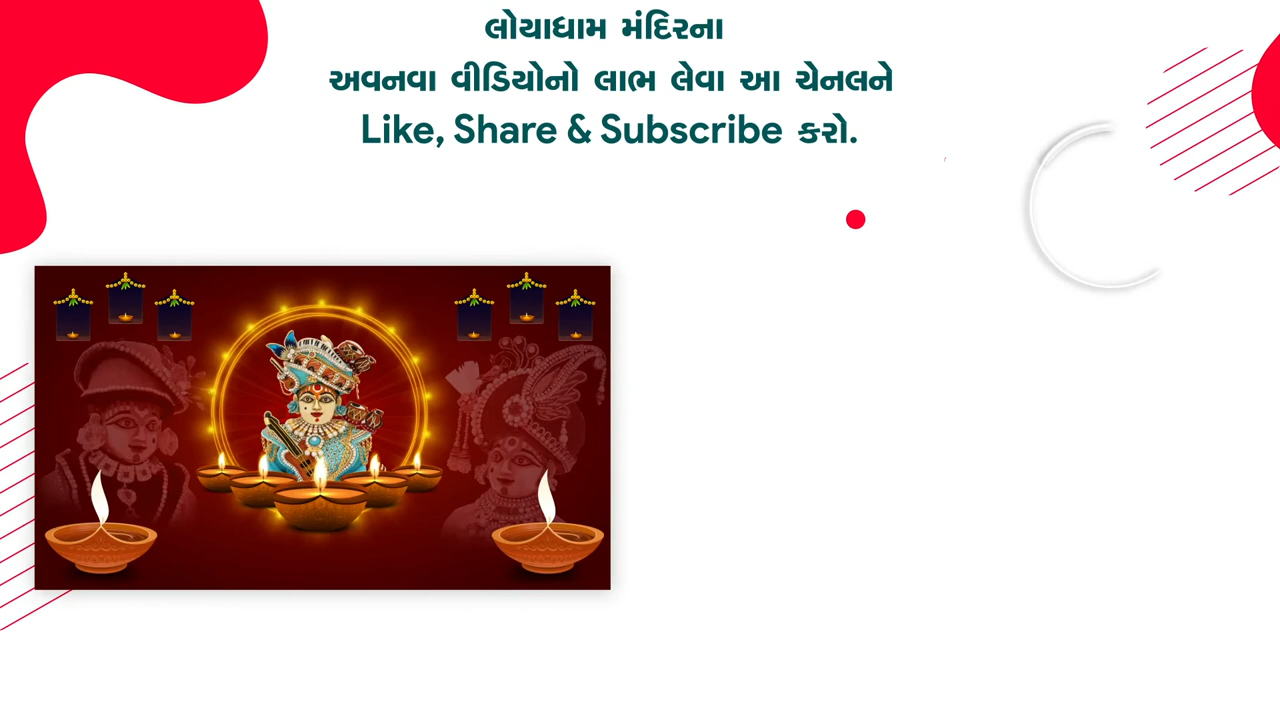 લોયાધામ મંદિરના
અવનવા વીડિયોનો લાભ લેવા આ ચેનલને
Like, Share & Subscribe કરો.